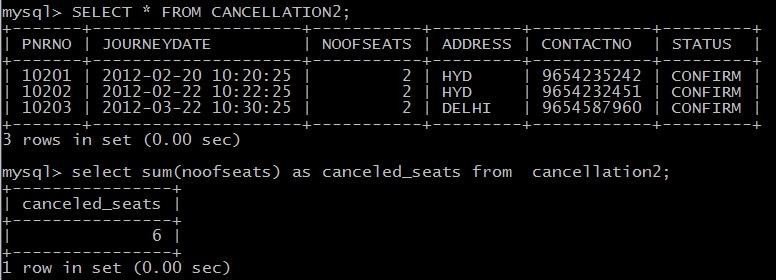 mysql> SELECT * FROM CANCELLATION2;
+-------+---------------------+-----------+---------+------------+---------+
| PNRNO | JOURNEYDATE         | NOOFSEATS | ADDRESS | CONTACTNO  | STATUS  |
+-------+---------------------+-----------+---------+------------+---------+
| 10201 | 2012-02-20 10:20:25 |         2 | HYD     | 9654235242 | CONFIRM |
| 10202 | 2012-02-22 10:22:25 |         2 | HYD     | 9654232451 | CONFIRM |
| 10203 | 2012-03-22 10:30:25 |         2 | DELHI   | 9654587960 | CONFIRM |
+-------+---------------------+-----------+---------+------------+---------+
3 rows in set (0.00 sec)
mysql> select sum(noofseats) as canceled_seats from  cancellation2;
+----------------+
| canceled_seats |
+----------------+
|              6 |
+----------------+
1 row in set (0.00 sec)